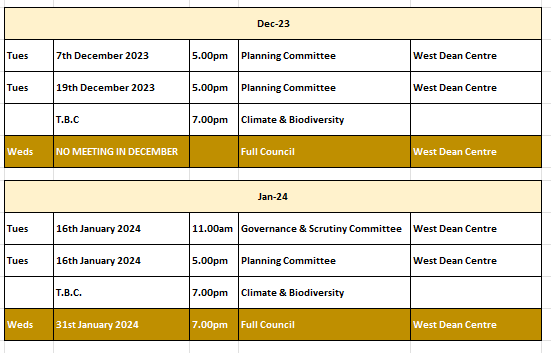 Dec-23
Tues 7th December 2023 5.00pm Planning Committee West Dean Centre
Tues 19th December 2023 5.00pm Planning Committee West Dean Centre
T.B.C 7.00pm Climate & Biodiversity
Weds NO MEETING IN DECEMBER Full Council West Dean Centre
Jan-24
Tues 16th January 2024 11.00am Governance & Scrutiny Committee West Dean Centre
Tues 16th January 2024 5.00pm Planning Committee West Dean Centre
T.B.C. 7.00pm Climate & Biodiversity
Weds 31st January 2024 7.00pm Full Council West Dean Centre